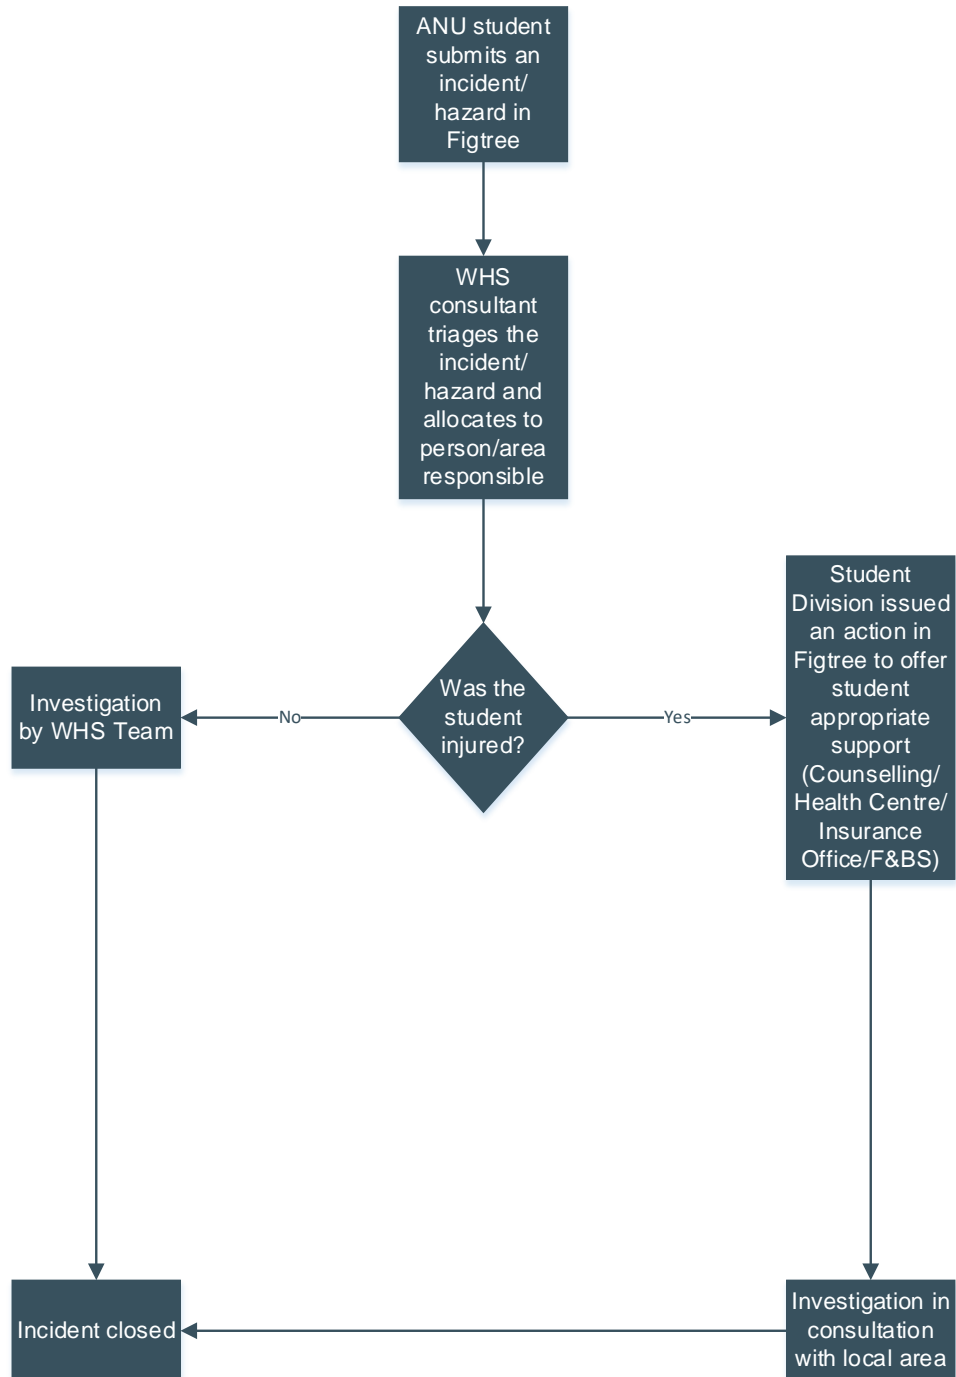 ANU student
submits an
incident/
hazard in
Figtree
WHS
consultant
triages the
incident/
hazard and
allocates to
person/area
responsible
Was the
student
injured?
No
Yes
Investigation
by WHS Team
Student
Division issued
an action in
Figtree to offer
student
appropriate
support
(Counselling/
Health Centre/
Insurance
Office/F&BS)
Incident closed
Investigation in
consultation
with local area